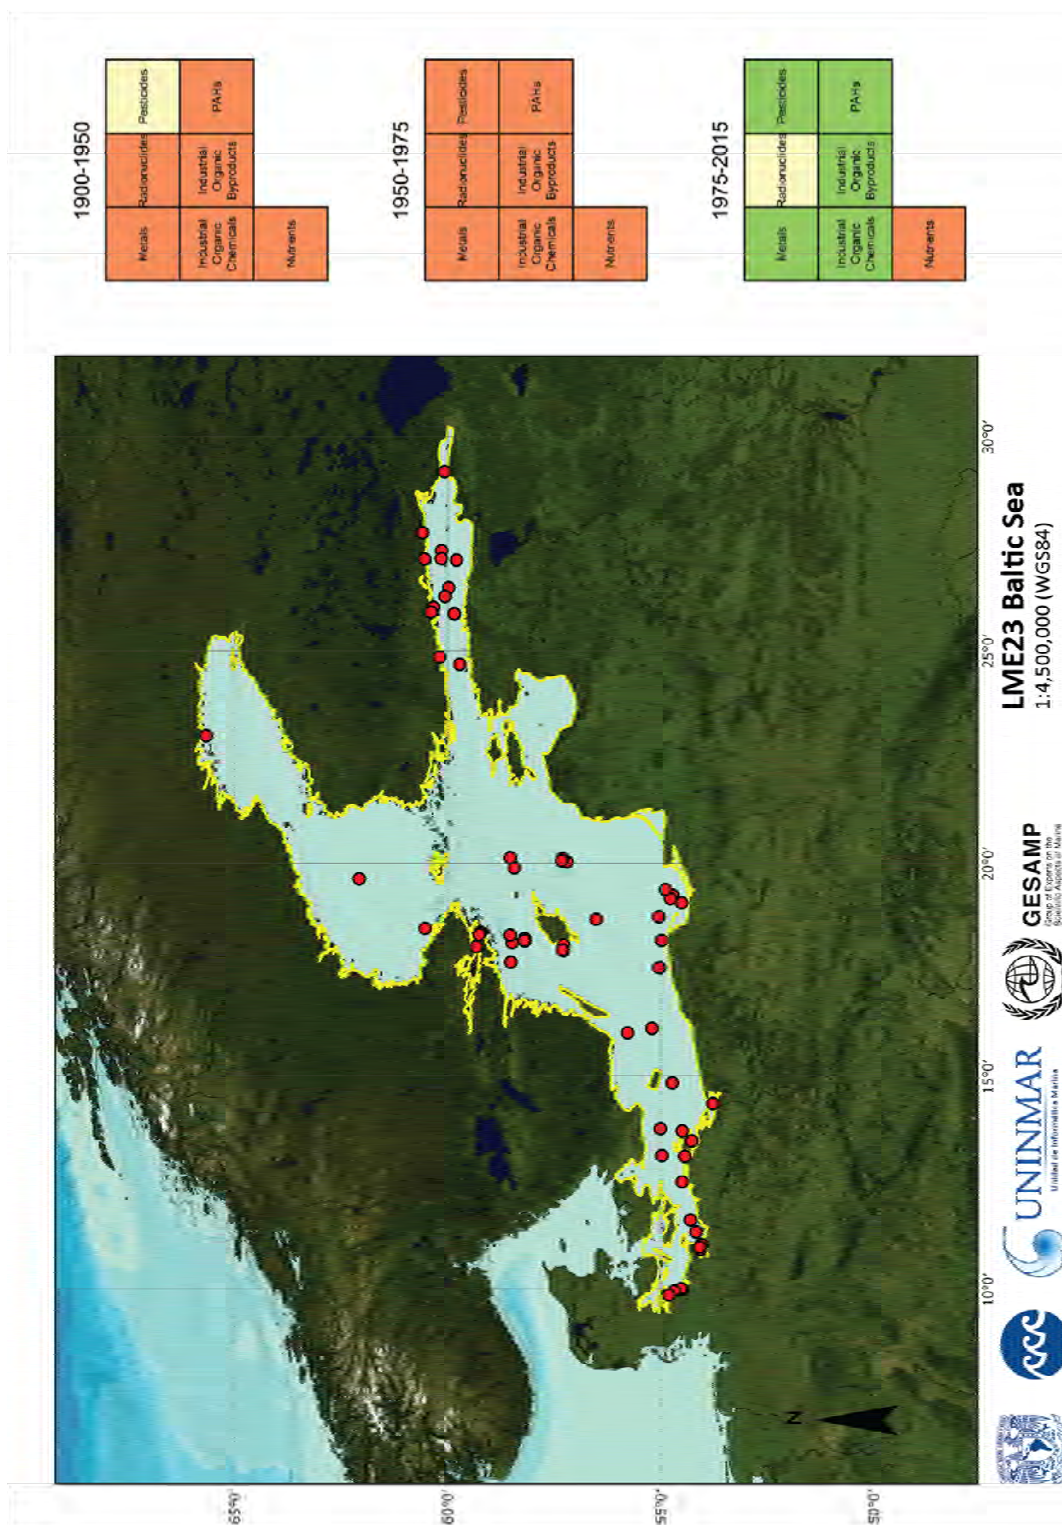 1900-1950
Metals
Radionuclides
Pesticides
Industrial
Organic
Chemicals
Industrial
Organic
Byproducts
PAHs
Nutrients
1950-1975
Metals
Radionuclides
Pesticides
Industrial
Organic
Chemicals
Industrial
Organic
Byproducts
PAHs
Nutrients
1975-2015
Metals
Radionuclides
Pesticides
Industrial
Organic
Chemicals
Industrial
Organic
Byproducts
PAHs
Nutrients
65°0'
60°0'
55°0'
50°0'
N
10°0'
15°0'
20°0'
25°0'
30°0'
UNINMAR
Unidad de Informática Marina
GESAMP
Group of Experts on the
Scientific Aspects of Marine
LME23 Baltic Sea
1:4,500,000 (WGS84)